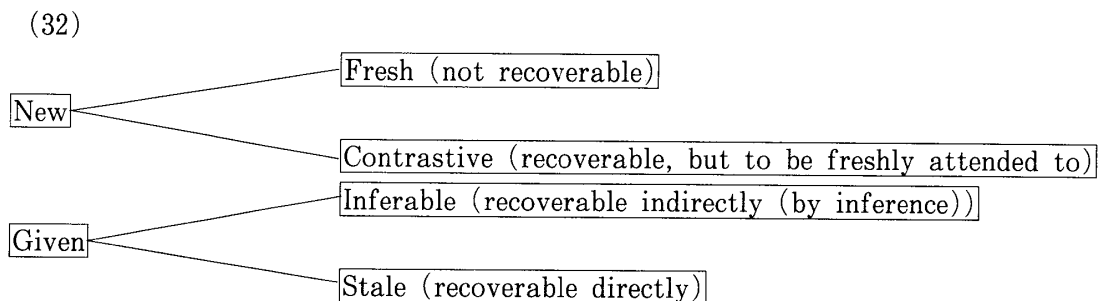 (32)
Fresh (not recoverable)
New
Contrastive (recoverable, but to be freshly attended to)
Inferable (recoverable indirectly (by inference))
Given
Stale (recoverable directly)